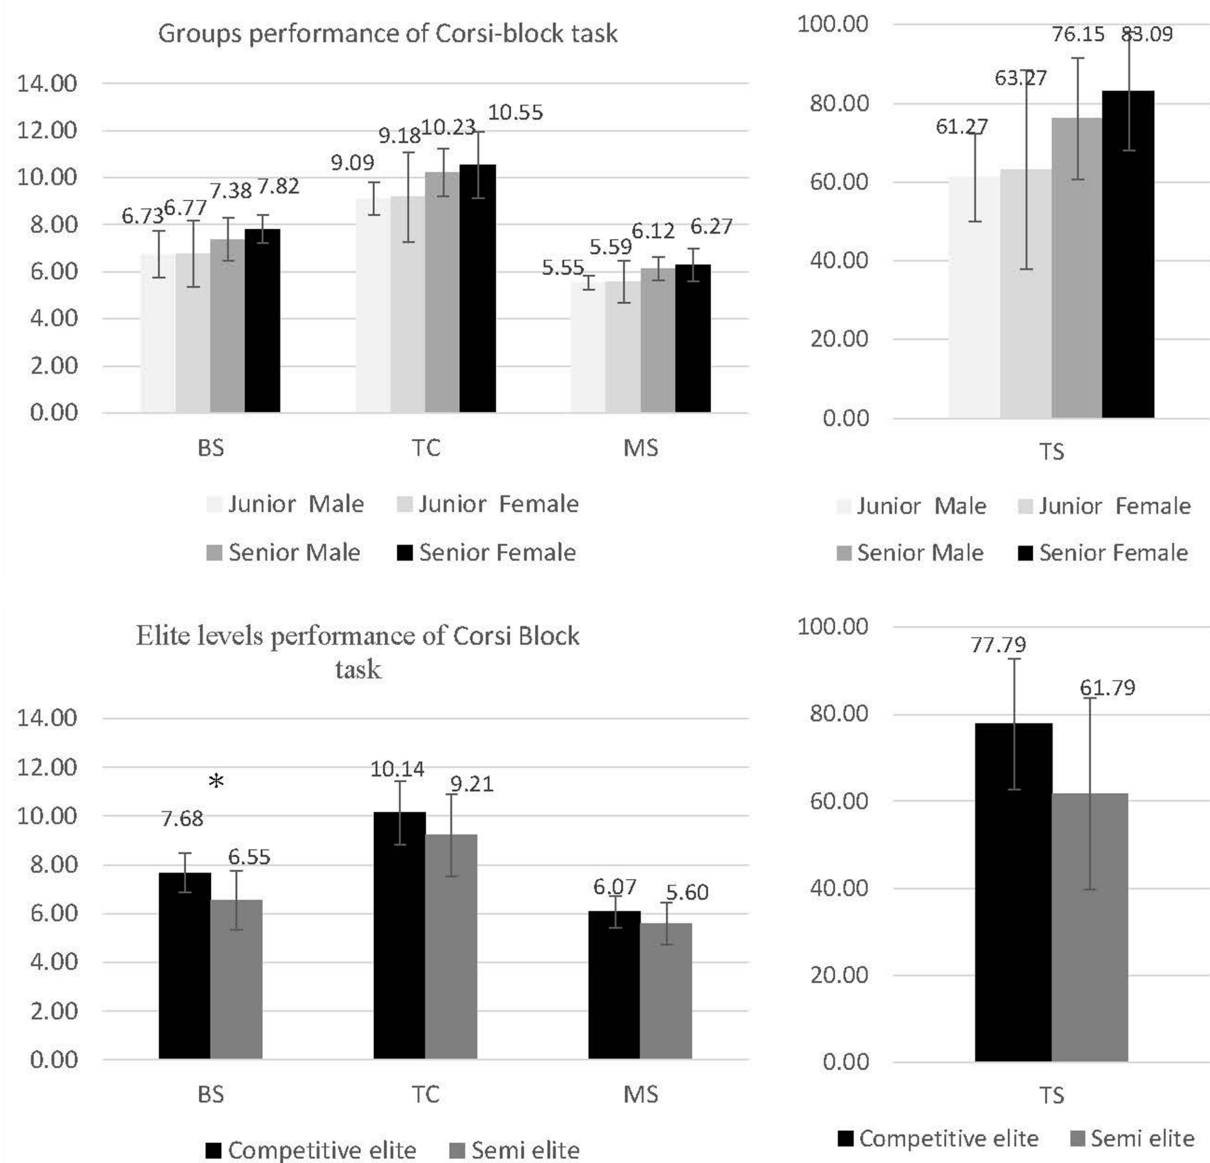 Groups performance of Corsi-block task
14.00
12.00
10.00
8.00
6.00
4.00
2.00
0.00
6.73
6.77
7.38
7.82
9.09
9.18
10.23
10.55
5.55
5.59
6.12
6.27
BS
TC
MS
Junior Male
Junior Female
Senior Male
Senior Female
100.00
80.00
60.00
40.00
20.00
0.00
61.27
63.27
76.15
83.09
TS
Junior Male
Junior Female
Senior Male
Senior Female
Elite levels performance of Corsi Block
task
14.00
12.00
10.00
8.00
6.00
4.00
2.00
0.00
*
7.68
6.55
10.14
9.21
6.07
5.60
BS
TC
MS
Competitive elite
Semi elite
100.00
80.00
60.00
40.00
20.00
0.00
77.79
61.79
TS
Competitive elite
Semi elite